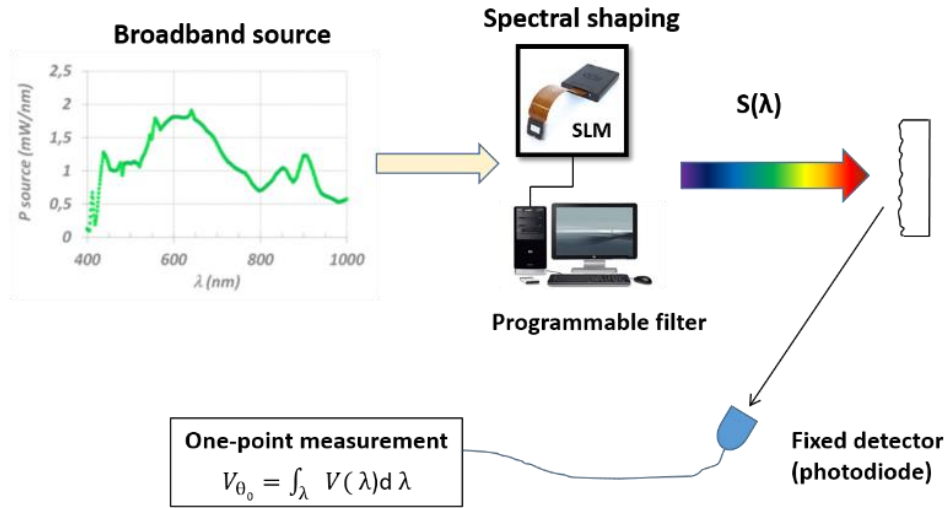 Broadband source
Spectral shaping
P source (mW/nm)
2,5
2
1,5
1
0,5
0
400
600
800
1000
λ (nm)
SLM
S(λ)
Programmable filter
One-point measurement
V_θ₀ = ∫_λ V( λ)d λ
Fixed detector
(photodiode)